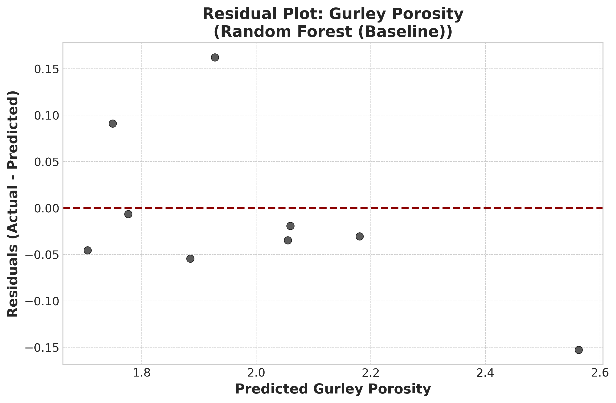 Residual Plot: Gurley Porosity
(Random Forest (Baseline))
Residuals (Actual - Predicted)
0.15
0.10
0.05
0.00
−0.05
−0.10
−0.15
1.8 2.0 2.2 2.4 2.6
Predicted Gurley Porosity